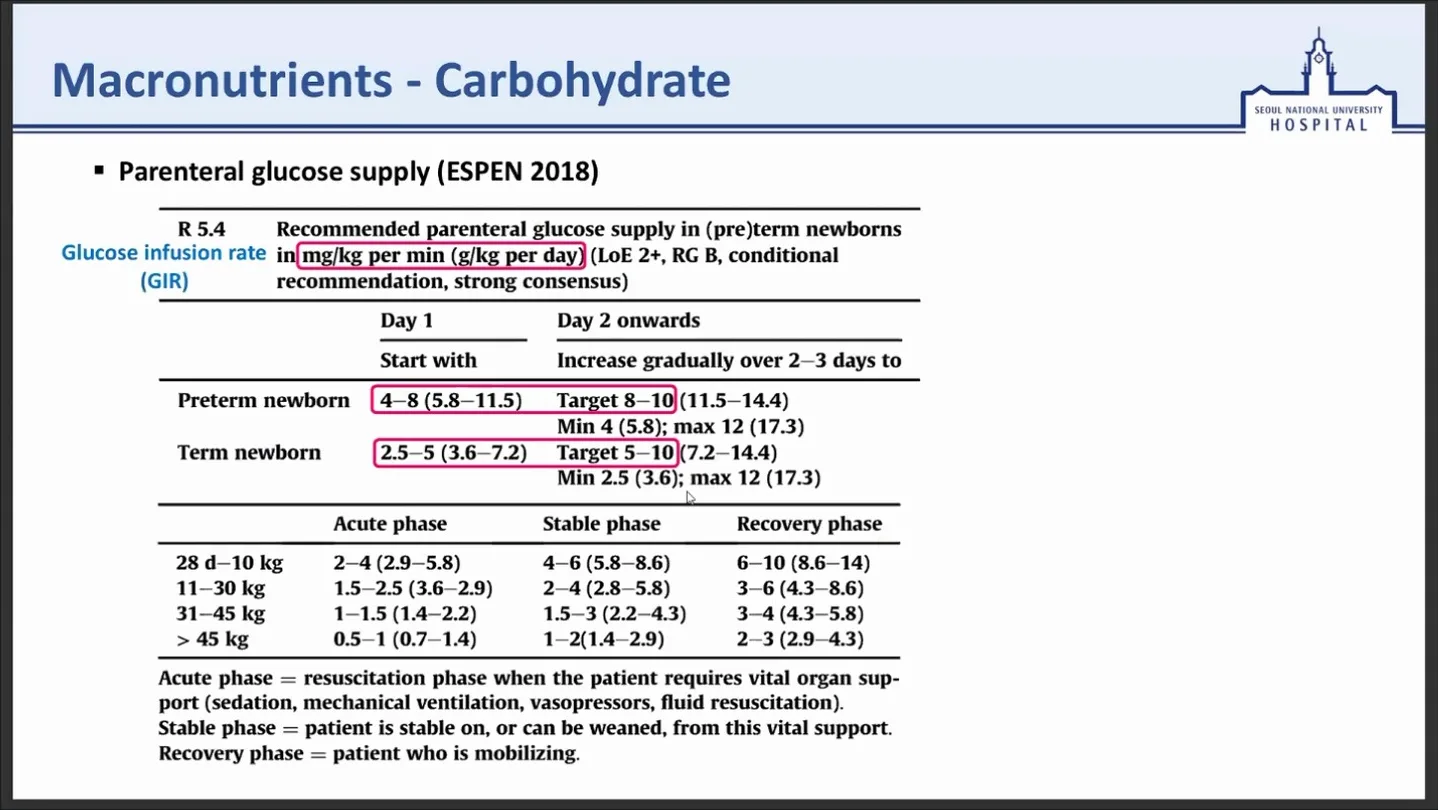 Macronutrients - Carbohydrate
SEOUL NATIONAL UNIVERSITY
HOSPITAL
▪ Parenteral glucose supply (ESPEN 2018)
R 5.4 Recommended parenteral glucose supply in (pre)term newborns
Glucose infusion rate in mg/kg per min (g/kg per day) (LoE 2+, RG B, conditional
(GIR) recommendation, strong consensus)
Day 1 Day 2 onwards
Start with Increase gradually over 2–3 days to
Preterm newborn 4–8 (5.8–11.5) Target 8–10 (11.5–14.4)
Min 4 (5.8); max 12 (17.3)
Term newborn 2.5–5 (3.6–7.2) Target 5–10 (7.2–14.4)
Min 2.5 (3.6); max 12 (17.3)
Acute phase Stable phase Recovery phase
28 d–10 kg 2–4 (2.9–5.8) 4–6 (5.8–8.6) 6–10 (8.6–14)
11–30 kg 1.5–2.5 (3.6–2.9) 2–4 (2.8–5.8) 3–6 (4.3–8.6)
31–45 kg 1–1.5 (1.4–2.2) 1.5–3 (2.2–4.3) 3–4 (4.3–5.8)
> 45 kg 0.5–1 (0.7–1.4) 1–2(1.4–2.9) 2–3 (2.9–4.3)
Acute phase = resuscitation phase when the patient requires vital organ sup-
port (sedation, mechanical ventilation, vasopressors, fluid resuscitation).
Stable phase = patient is stable on, or can be weaned, from this vital support.
Recovery phase = patient who is mobilizing.